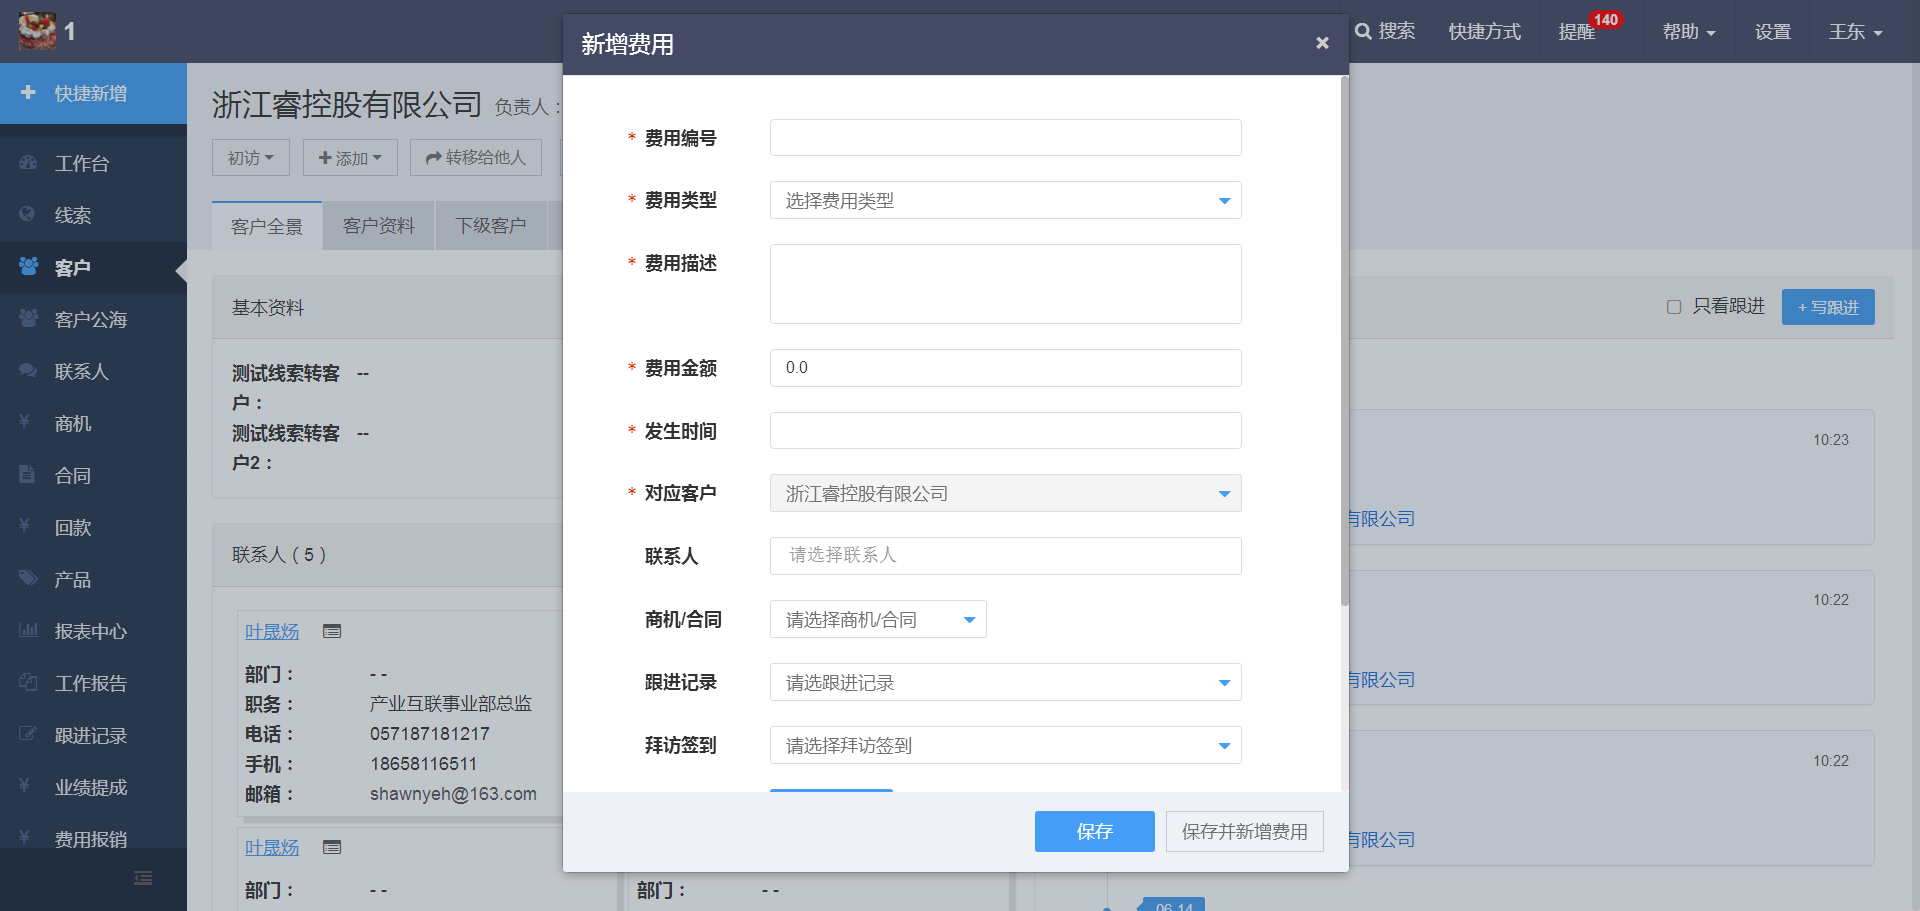 1
搜索
快捷方式
提醒
140
帮助
设置
王东
快捷新增
工作台
线索
客户
客户公海
联系人
商机
合同
回款
产品
报表中心
工作报告
跟进记录
业绩提成
费用报销
浙江睿控股有限公司 负责人：
初访
添加
转移给他人
客户全景
客户资料
下级客户
基本资料
测试线索转客户： --
测试线索转客户2： --
联系人 ( 5 )
叶晟炀
部门： - -
职务： 产业互联事业部总监
电话： 057187181217
手机： 18658116511
邮箱： shawnyeh@163.com
叶晟炀
部门： - -
部门： - -
新增费用
×
* 费用编号
* 费用类型 选择费用类型
* 费用描述
* 费用金额 0.0
* 发生时间
* 对应客户 浙江睿控股有限公司
联系人 请选择联系人
商机/合同 请选择商机/合同
跟进记录 请选跟进记录
拜访签到 请选择拜访签到
保存
保存并新增费用
只看跟进
+ 写跟进
10:23
有限公司
10:22
有限公司
10:22
有限公司
06-14